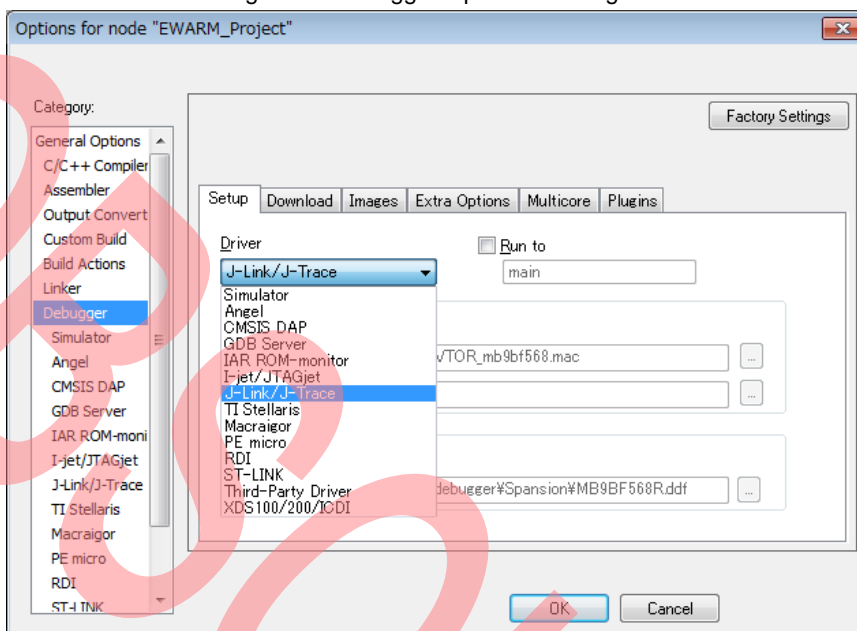 Options for node "EWARM_Project"
Category:
Factory Settings
General Options
C/C++ Compiler
Assembler
Output Convert
Custom Build
Build Actions
Linker
Debugger
Simulator
Angel
CMSIS DAP
GDB Server
IAR ROM-moni
I-jet/JTAGjet
J-Link/J-Trace
TI Stellaris
Macraigor
PE micro
RDI
ST-LINK
Setup Download Images Extra Options Multicore Plugins
Driver
Run to
J-Link/J-Trace
main
Simulator
Angel
CMSIS DAP
GDB Server
IAR ROM-monitor
I-jet/JTAGjet
J-Link/J-Trace
TI Stellaris
Macraigor
PE micro
RDI
ST-LINK
Third-Party Driver
XDS100/200/ICDI
VTOR_mb9bf568.mac
...
...
debugger¥Spansion¥MB9BF568R.ddf
...
OK Cancel